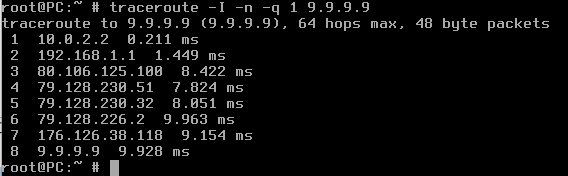 root@PC:~ # traceroute -I -n -q 1 9.9.9.9
traceroute to 9.9.9.9 (9.9.9.9), 64 hops max, 48 byte packets
1 10.0.2.2 0.211 ms
2 192.168.1.1 1.449 ms
3 80.106.125.100 8.422 ms
4 79.128.230.51 7.824 ms
5 79.128.230.32 8.051 ms
6 79.128.226.2 9.963 ms
7 176.126.38.118 9.154 ms
8 9.9.9.9 9.928 ms
root@PC:~ #